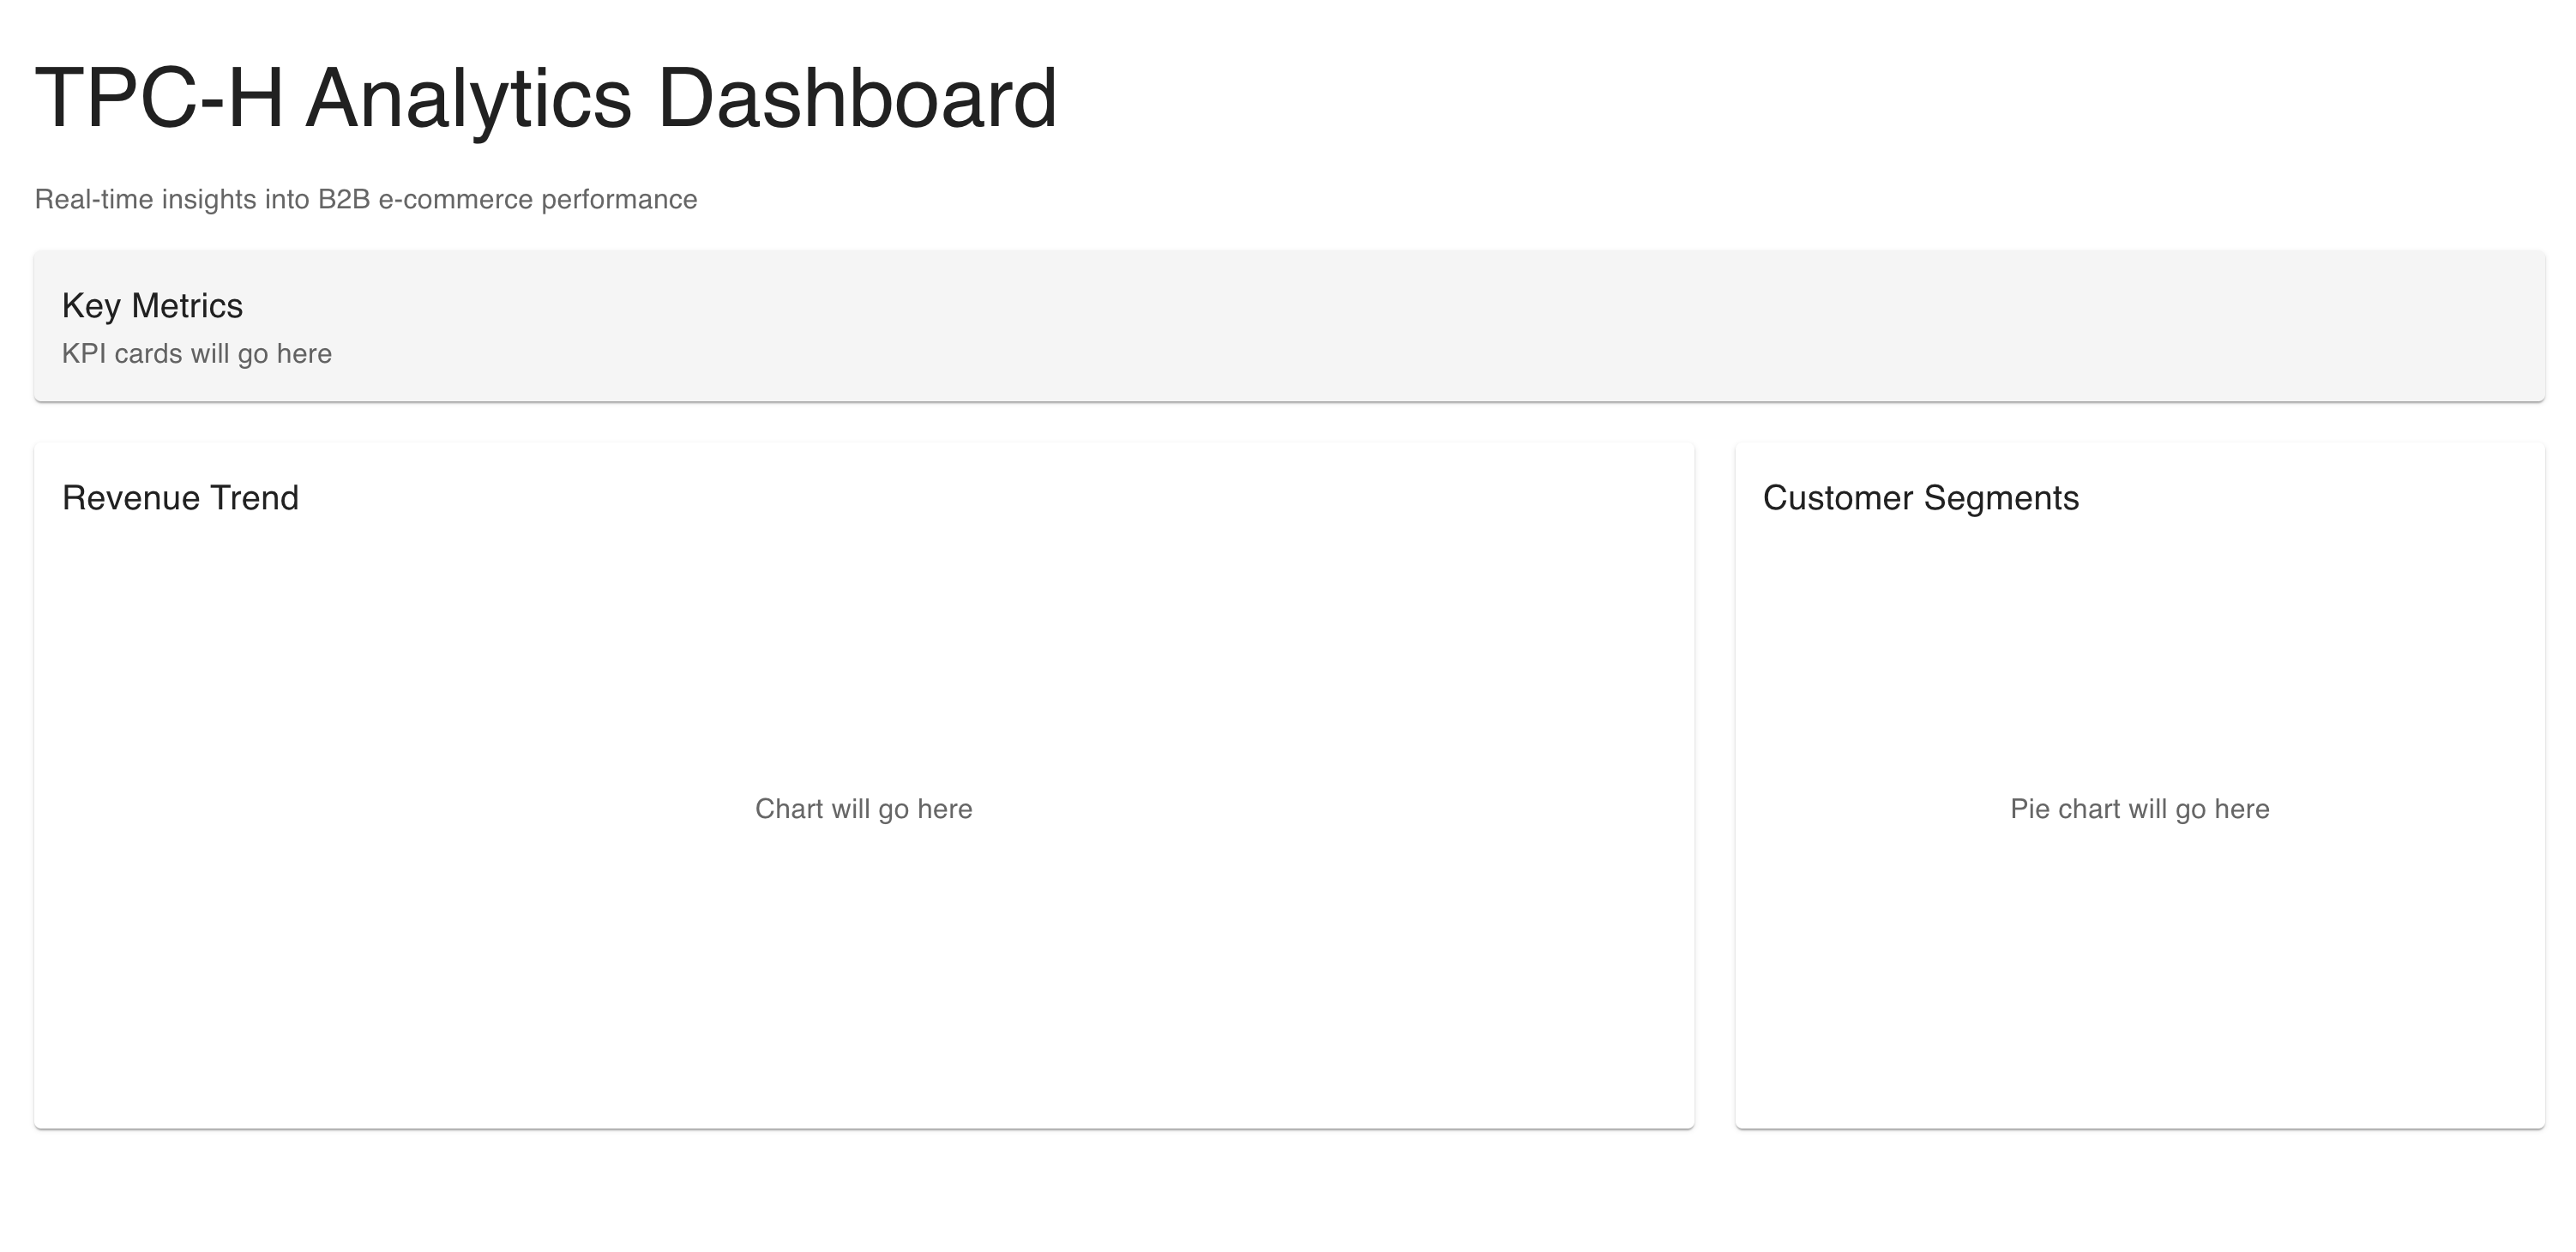 TPC-H Analytics Dashboard
Real-time insights into B2B e-commerce performance
Key Metrics
KPI cards will go here
Revenue Trend
Chart will go here
Customer Segments
Pie chart will go here